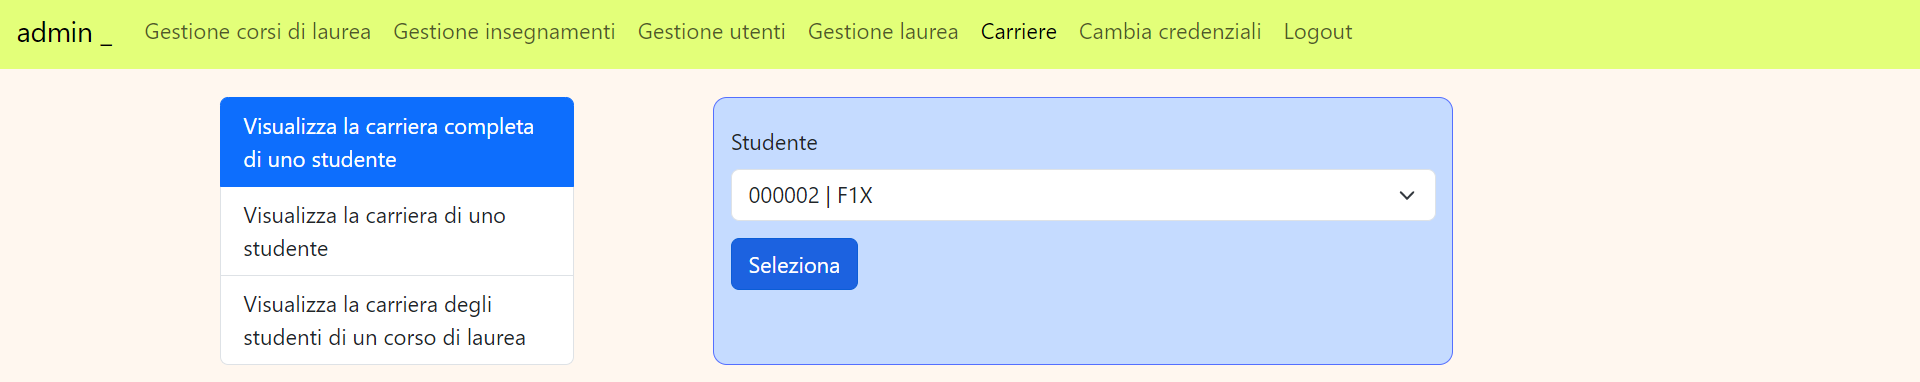 admin _ Gestione corsi di laurea Gestione insegnamenti Gestione utenti Gestione laurea Carriere Cambia credenziali Logout
Visualizza la carriera completa
di uno studente
Visualizza la carriera di uno
studente
Visualizza la carriera degli
studenti di un corso di laurea
Studente
000002 | F1X
Seleziona